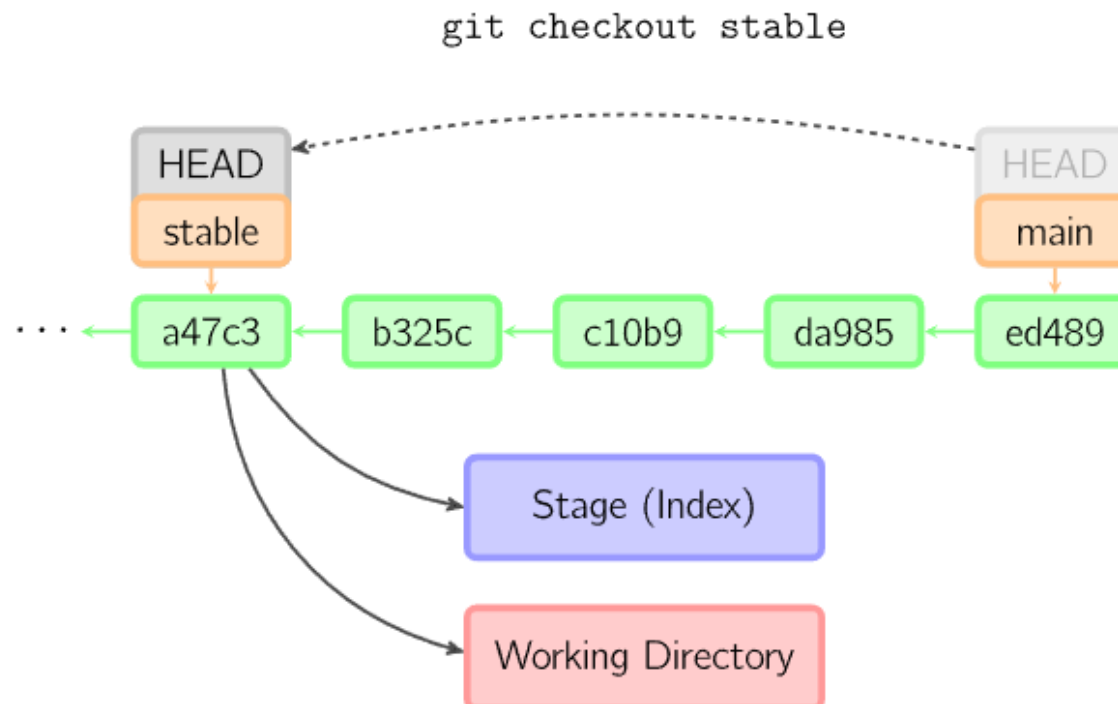 git checkout stable
HEAD HEAD
stable main
... a47c3 b325c c10b9 da985 ed489
Stage (Index)
Working Directory